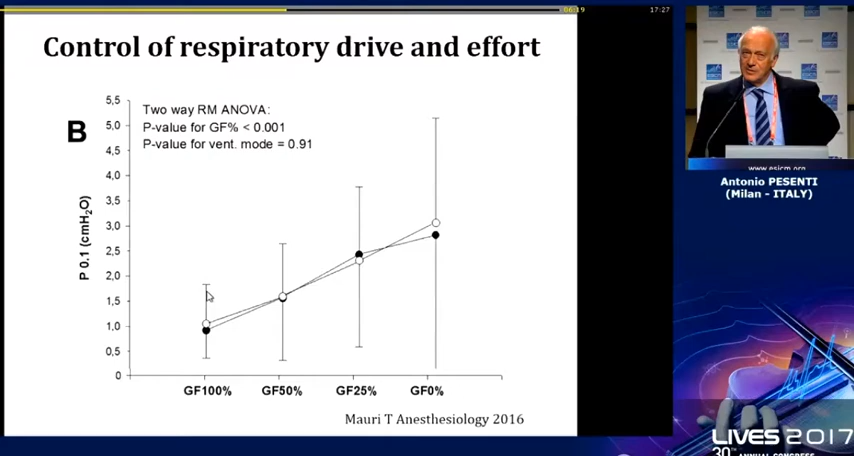 06:19
17:27
Control of respiratory drive and effort
B
Two way RM ANOVA:
P-value for GF% < 0.001
P-value for vent. mode = 0.91
P 0.1 (cmH₂O)
5,5
5,0
4,5
4,0
3,5
3,0
2,5
2,0
1,5
1,0
0,5
0
GF100% GF50% GF25% GF0%
Mauri T Anesthesiology 2016
www.esicm.org
Antonio PESENTI
(Milan - ITALY)
LIVES 2017
30TH ANNUAL CONGRESS